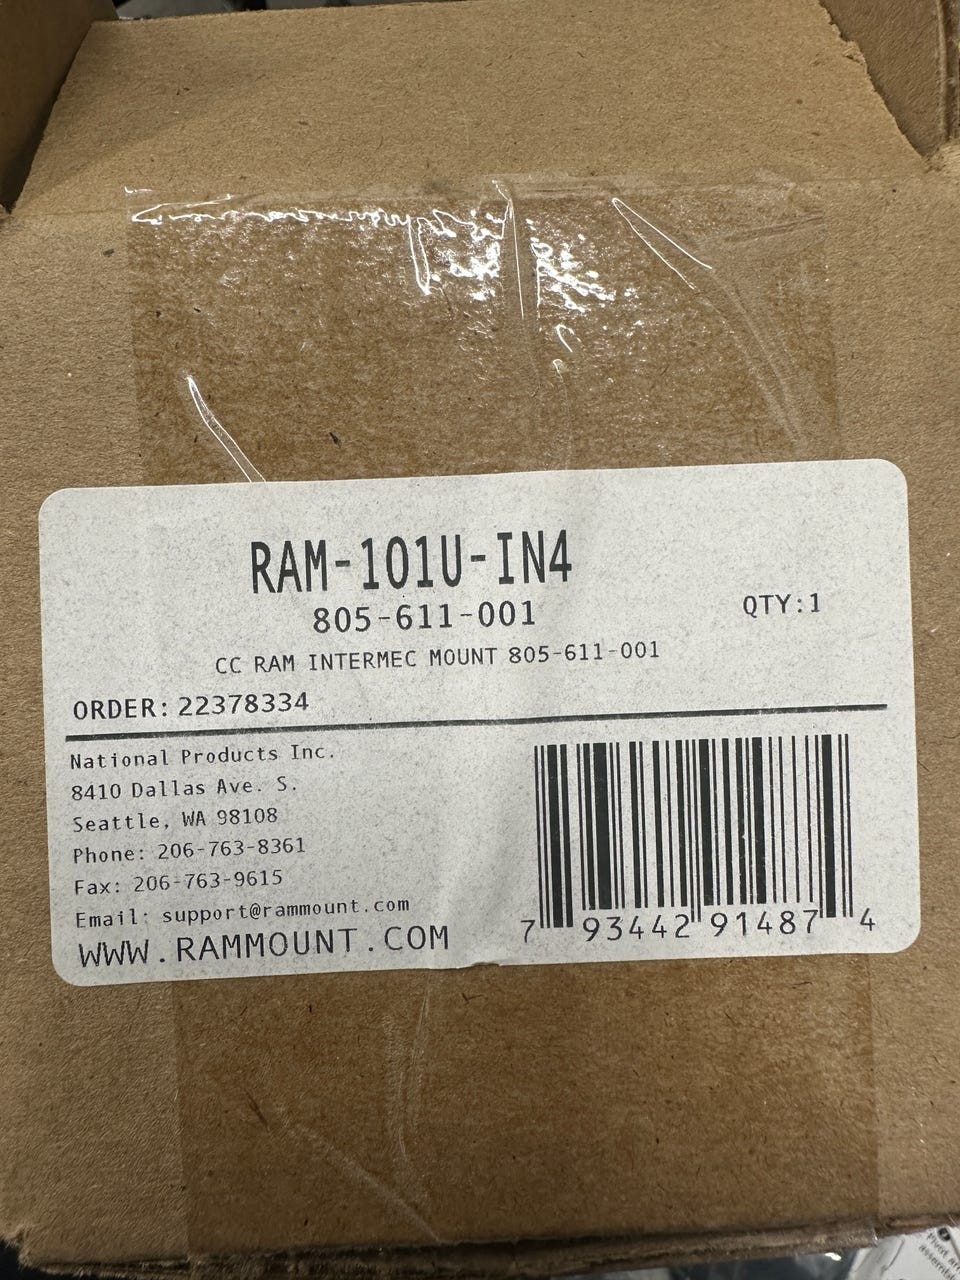 RAM-101U-IN4
805-611-001
QTY:1
CC RAM INTERMEC MOUNT 805-611-001
ORDER: 22378334
National Products Inc.
8410 Dallas Ave. S.
Seattle, WA 98108
Phone: 206-763-8361
Fax: 206-763-9615
Email: support@rammount.com
WWW.RAMMOUNT.COM
7 93442 91487 4